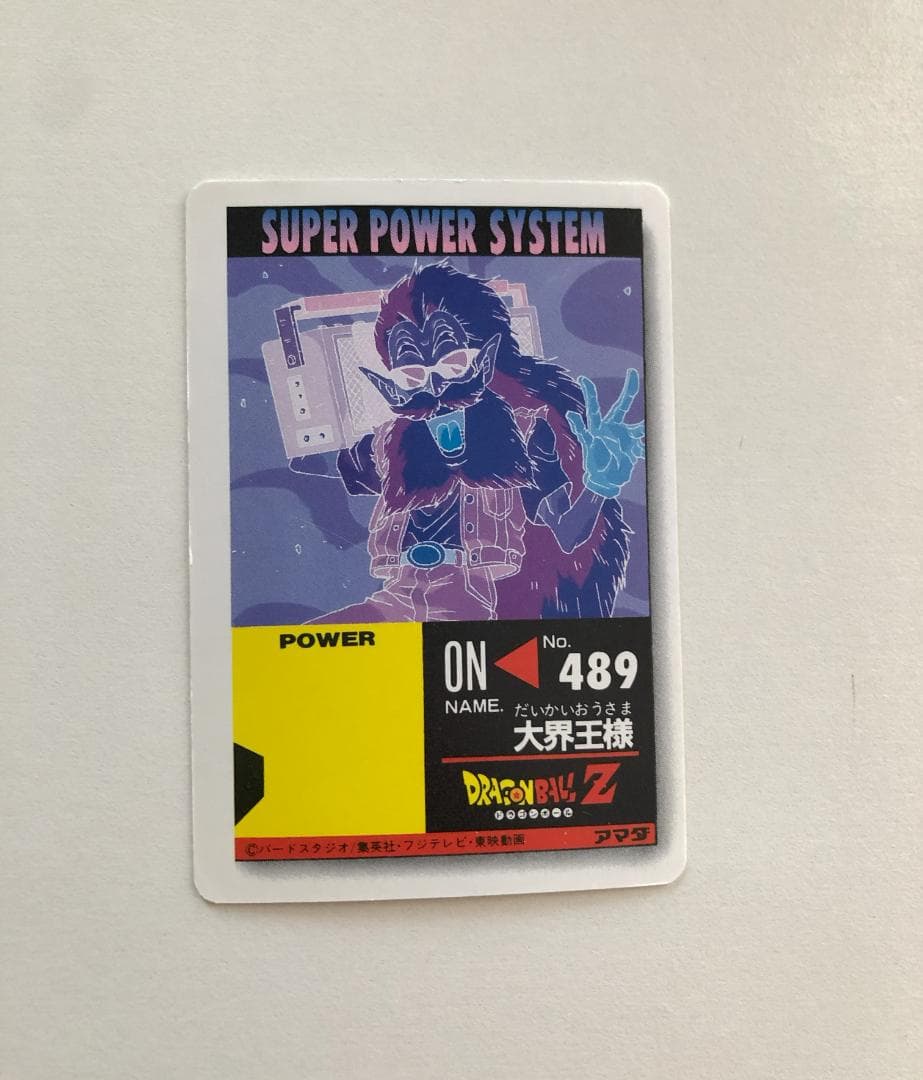 SUPER POWER SYSTEM
POWER
ON
No.
489
NAME.
だいかいおうさま
大界王様
DRAGONBALL Z
ドラゴンボール
©バードスタジオ/集英社・フジテレビ・東映動画
アマダ